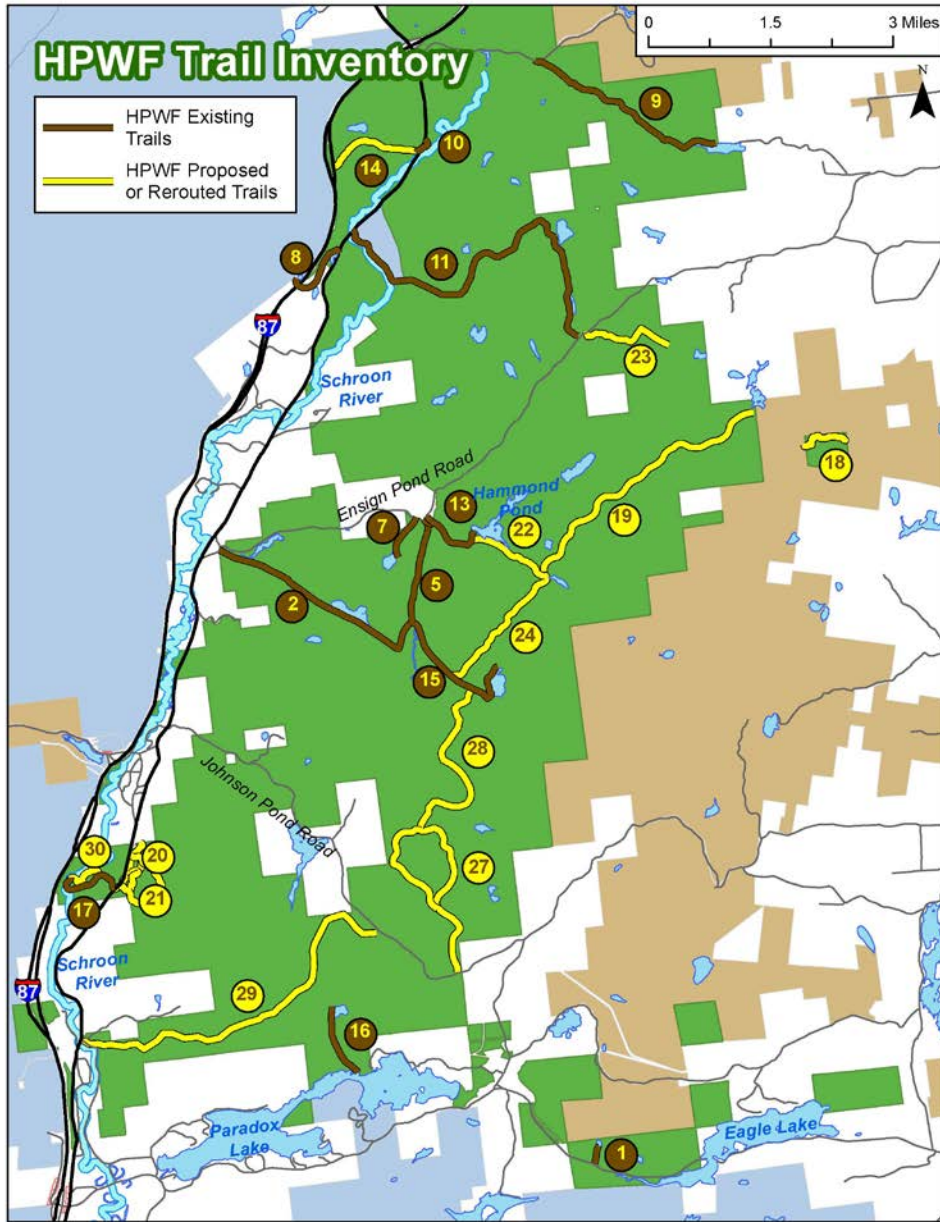 HPWF Trail Inventory
0 1.5 3 Miles
N
HPWF Existing
Trails
HPWF Proposed
or Rerouted Trails
9
10
14
8
11
87
Schroon
River
23
18
Ensign Pond Road
Hammond
Pond
13
22
19
7
5
2
24
15
28
Johnson Pond Road
30
20
27
21
17
Schroon
River
87
29
16
Paradox
Lake
Eagle Lake
1